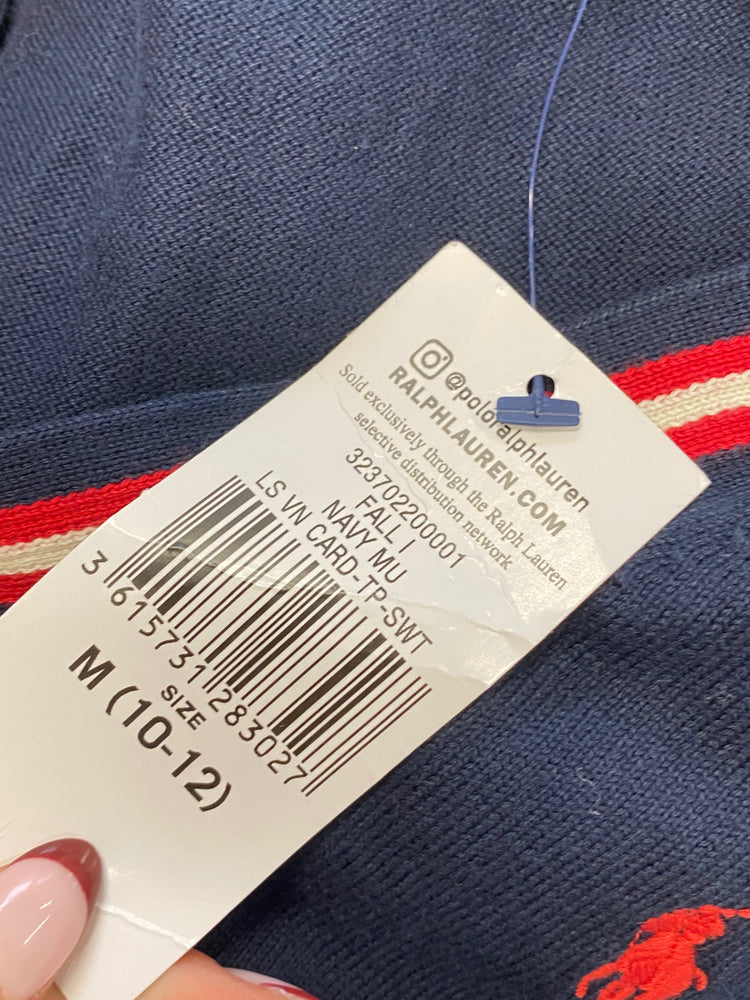 @poloralphlauren
RALPHLAUREN.COM
Sold exclusively through the Ralph Lauren
selective distribution network
323702200001
FALL I
NAVY MU
LS VN CARD-TP-SWT
3 615731 283027
SIZE
M (10-12)